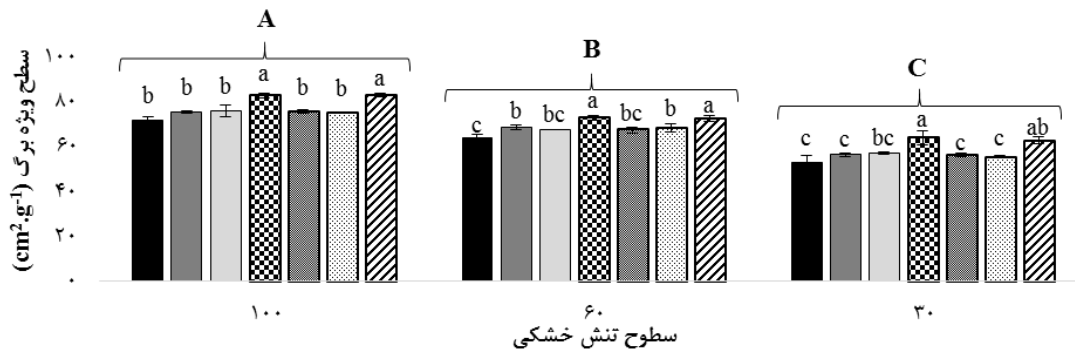 سطح ویژه برگ (cm².g⁻¹)
۱۰۰
۸۰
۶۰
۴۰
۲۰
۰
A
b b b a b b a
B
c b bc a bc b a
C
c c bc a c c ab
۱۰۰ ۶۰ ۳۰
سطوح تنش خشکی